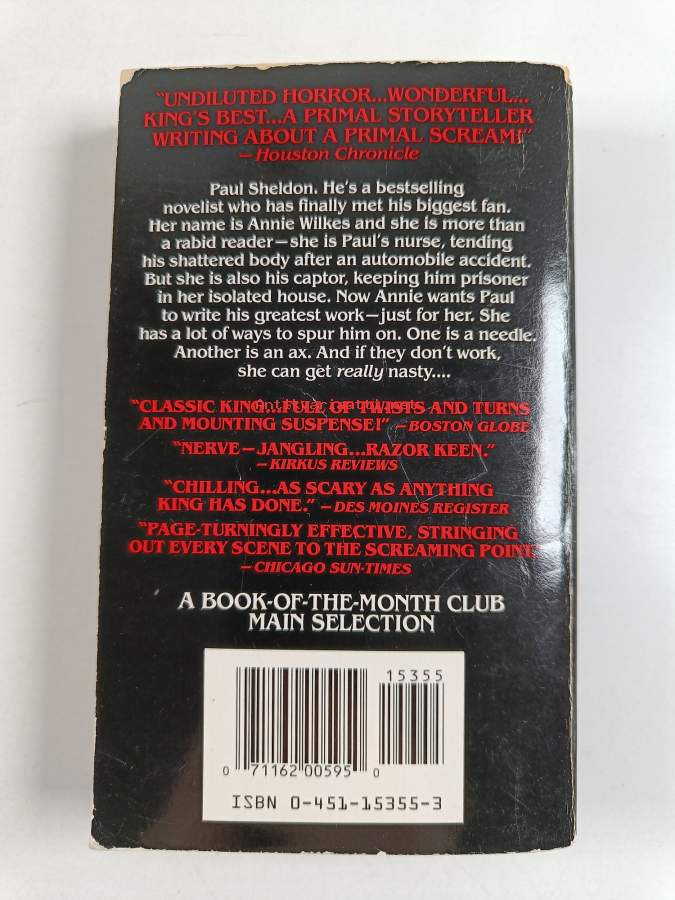 "UNDILUTED HORROR...WONDERFUL...
KING'S BEST...A PRIMAL STORYTELLER
WRITING ABOUT A PRIMAL SCREAM!"
—Houston Chronicle
Paul Sheldon. He's a bestselling
novelist who has finally met his biggest fan.
Her name is Annie Wilkes and she is more than
a rabid reader—she is Paul's nurse, tending
his shattered body after an automobile accident.
But she is also his captor, keeping him prisoner
in her isolated house. Now Annie wants Paul
to write his greatest work—just for her. She
has a lot of ways to spur him on. One is a needle.
Another is an ax. And if they don't work,
she can get really nasty....
"CLASSIC KING...FULL OF TWISTS AND TURNS
AND MOUNTING SUSPENSE!" —BOSTON GLOBE
"NERVE—JANGLING...RAZOR KEEN."
—KIRKUS REVIEWS
"CHILLING...AS SCARY AS ANYTHING
KING HAS DONE." —DES MOINES REGISTER
"PAGE-TURNINGLY EFFECTIVE, STRINGING
OUT EVERY SCENE TO THE SCREAMING POINT"
—CHICAGO SUN-TIMES
A BOOK-OF-THE-MONTH CLUB
MAIN SELECTION
15355
0 71162 00595 0
ISBN 0-451-15355-3